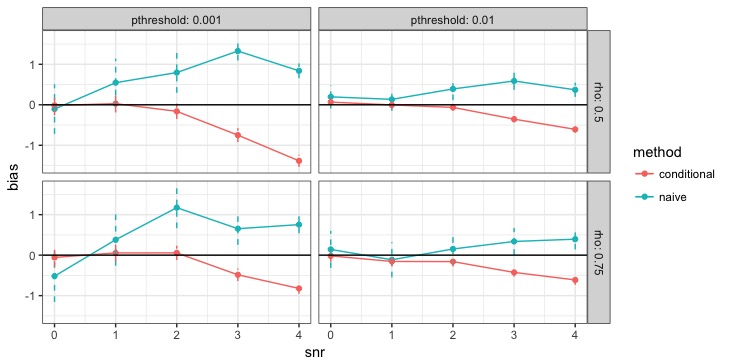 pthreshold: 0.001
pthreshold: 0.01
1
0
-1
rho: 0.5
1
0
-1
rho: 0.75
bias
0
1
2
3
4
0
1
2
3
4
snr
method
conditional
naive